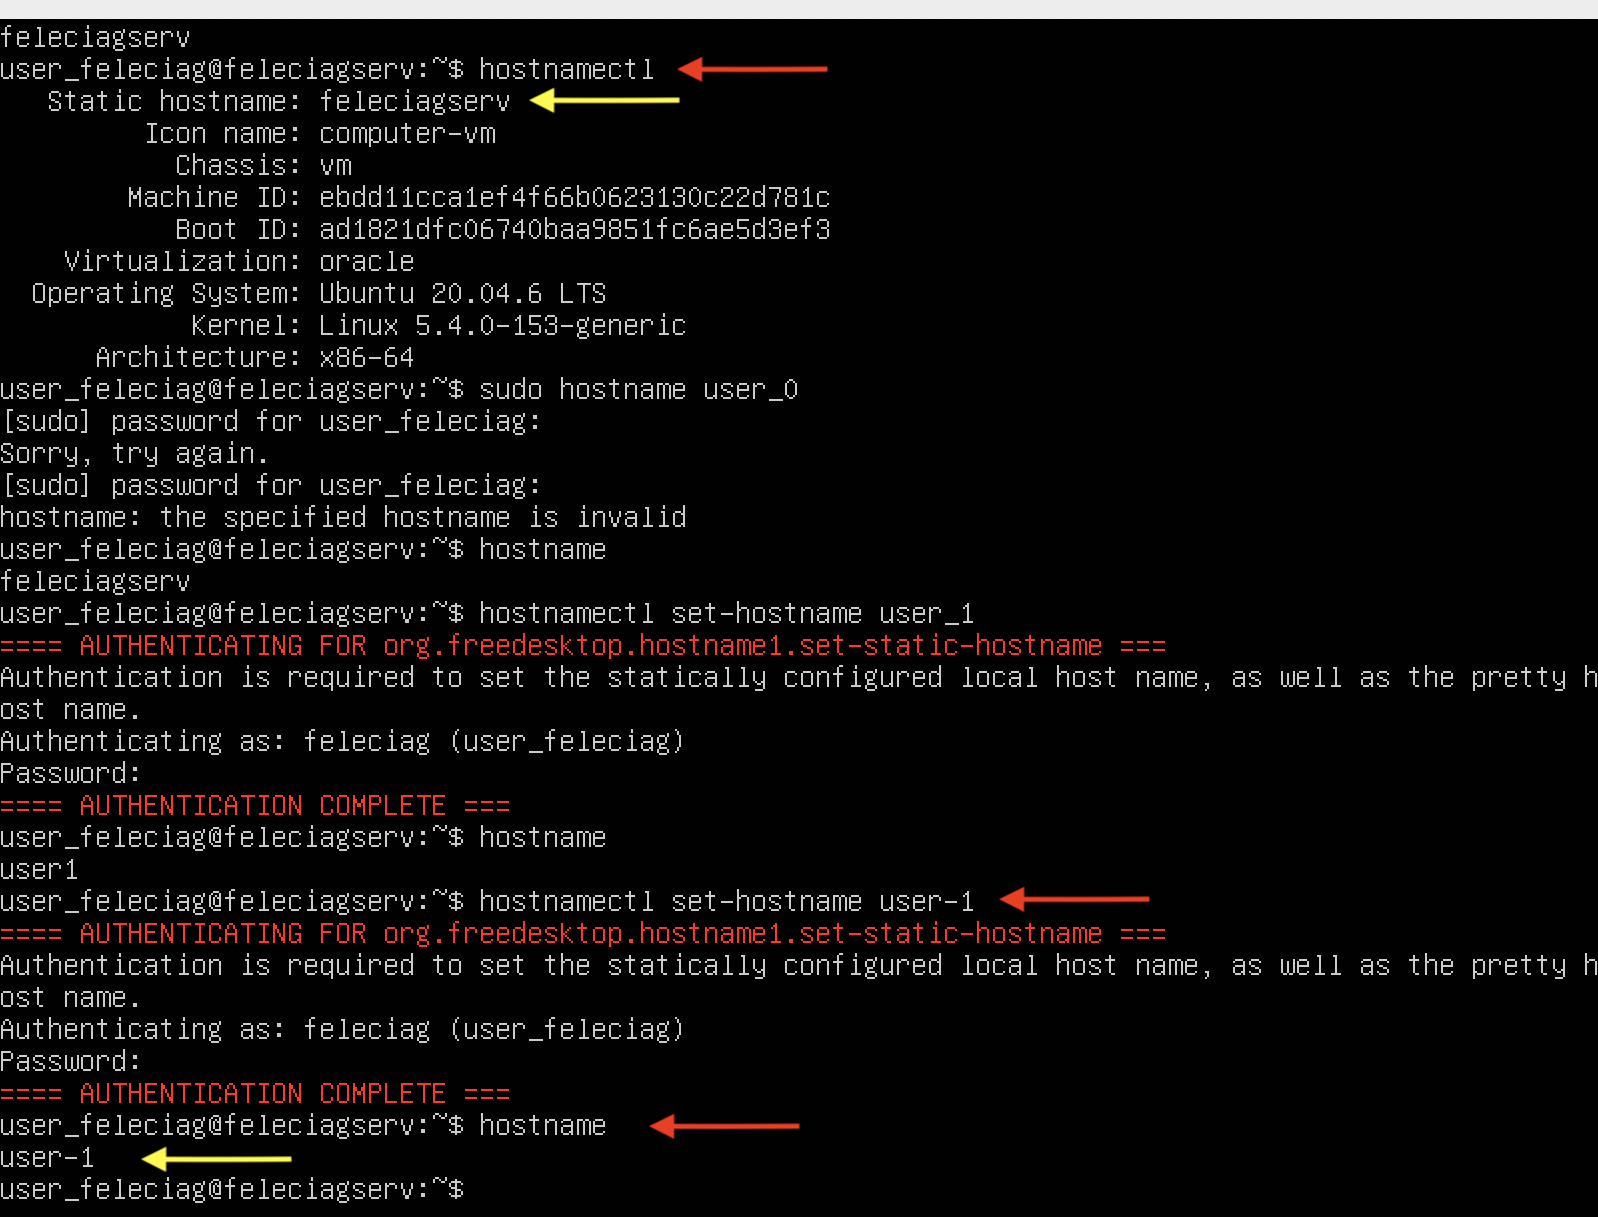 feleciagserv
user_feleciag@feleciagserv:~$ hostnamectl
Static hostname: feleciagserv
Icon name: computer-vm
Chassis: vm
Machine ID: ebdd11cca1ef4f66b0623130c22d781c
Boot ID: ad1821dfc06740baa9851fc6ae5d3ef3
Virtualization: oracle
Operating System: Ubuntu 20.04.6 LTS
Kernel: Linux 5.4.0-153-generic
Architecture: x86-64
user_feleciag@feleciagserv:~$ sudo hostname user_0
[sudo] password for user_feleciag:
Sorry, try again.
[sudo] password for user_feleciag:
hostname: the specified hostname is invalid
user_feleciag@feleciagserv:~$ hostname
feleciagserv
user_feleciag@feleciagserv:~$ hostnamectl set-hostname user_1
==== AUTHENTICATING FOR org.freedesktop.hostname1.set-static-hostname ===
Authentication is required to set the statically configured local host name, as well as the pretty h
ost name.
Authenticating as: feleciag (user_feleciag)
Password:
==== AUTHENTICATION COMPLETE ===
user_feleciag@feleciagserv:~$ hostname
user1
user_feleciag@feleciagserv:~$ hostnamectl set-hostname user-1
==== AUTHENTICATING FOR org.freedesktop.hostname1.set-static-hostname ===
Authentication is required to set the statically configured local host name, as well as the pretty h
ost name.
Authenticating as: feleciag (user_feleciag)
Password:
==== AUTHENTICATION COMPLETE ===
user_feleciag@feleciagserv:~$ hostname
user-1
user_feleciag@feleciagserv:~$